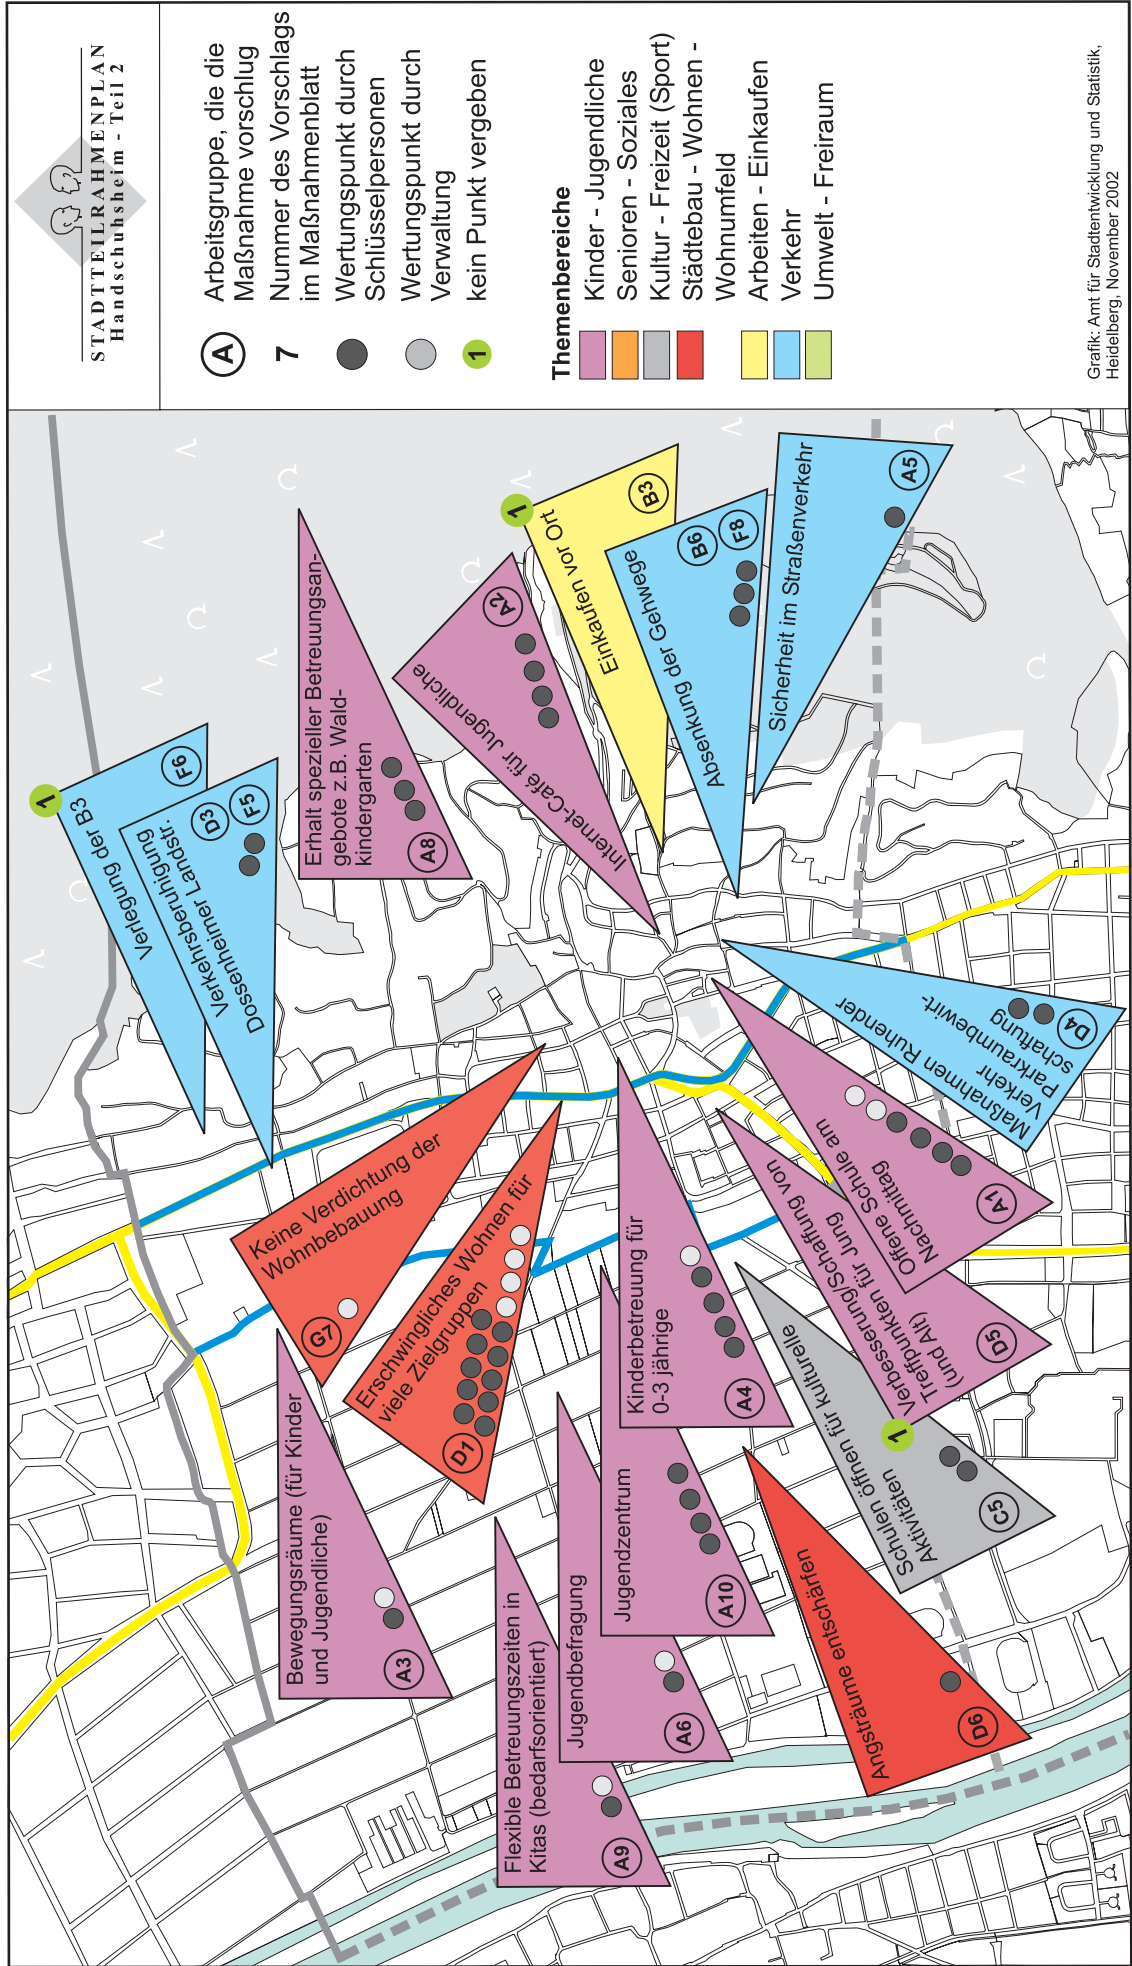 STADTTEILRAHMENPLAN
Handschuhsheim - Teil 2
A
Arbeitsgruppe, die die
Maßnahme vorschlug
7
Nummer des Vorschlags
im Maßnahmenblatt
Wertungspunkt durch
Schlüsselpersonen
Wertungspunkt durch
Verwaltung
1
kein Punkt vergeben
Themenbereiche
Kinder - Jugendliche
Senioren - Soziales
Kultur - Freizeit (Sport)
Städtebau - Wohnen -
Wohnumfeld
Arbeiten - Einkaufen
Verkehr
Umwelt - Freiraum
Grafik: Amt für Stadtentwicklung und Statistik,
Heidelberg, November 2002
1
Verlegung der B3
F6
Verkehrsberuhigung
Dossenheimer Landstr.
D3
F5
Erhalt spezieller Betreuungsan-
gebote z.B. Wald-
kindergarten
A8
Internet-Café für Jugendliche
A2
1
Einkaufen vor Ort
B3
Absenkung der Gehwege
B6
F8
Sicherheit im Straßenverkehr
A5
Keine Verdichtung der
Wohnbebauung
G7
Erschwingliches Wohnen für
viele Zielgruppen
D1
Bewegungsräume (für Kinder
und Jugendliche)
A3
Flexible Betreuungszeiten in
Kitas (bedarfsorientiert)
A9
Jugendbefragung
A6
Jugendzentrum
A10
Kinderbetreuung für
0-3 jährige
A4
Maßnahmen Ruhender
Verkehr
Parkraumbewirt-
schaftung
D4
Offene Schule am
Nachmittag
A1
Verbesserung/Schaffung von
Treffpunkten für Jung
(und Alt)
D5
1
Schulen öffnen für kulturelle
Aktivitäten
C5
Angsträume entschärfen
D6